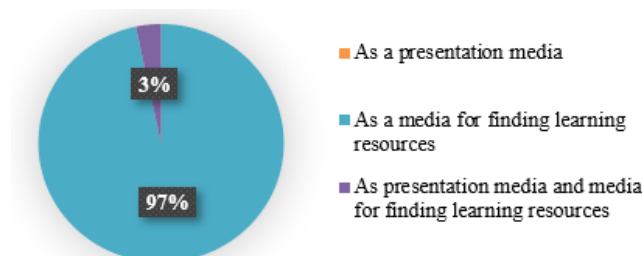 3%
97%
As a presentation media
As a media for finding learning
resources
As presentation media and media
for finding learning resources